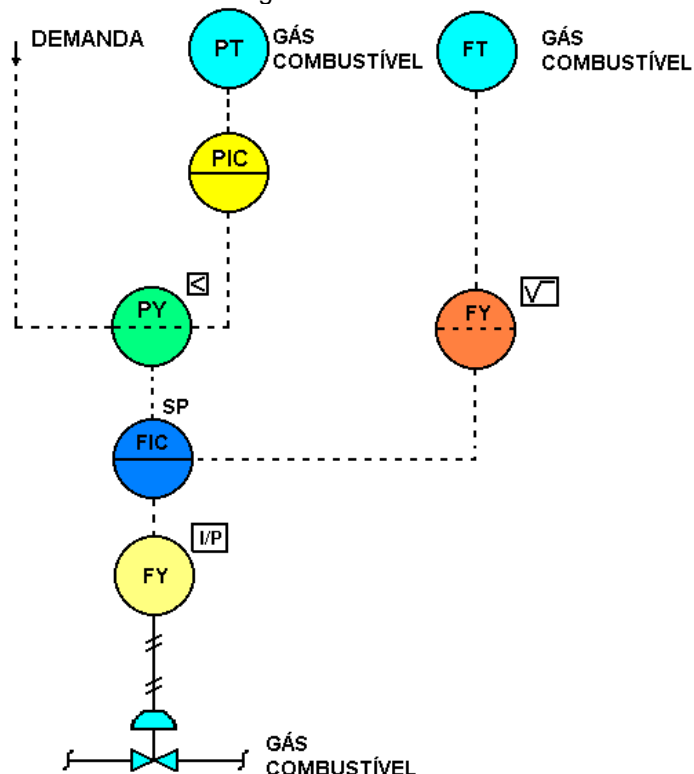 DEMANDA
PT
GÁS
COMBUSTÍVEL
FT
GÁS
COMBUSTÍVEL
PIC
PY
<
FY
√
SP
FIC
I/P
FY
GÁS
COMBUSTÍVEL